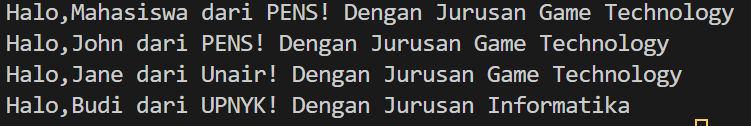 Halo,Mahasiswa dari PENS! Dengan Jurusan Game Technology
Halo,John dari PENS! Dengan Jurusan Game Technology
Halo,Jane dari Unair! Dengan Jurusan Game Technology
Halo,Budi dari UPNYK! Dengan Jurusan Informatika